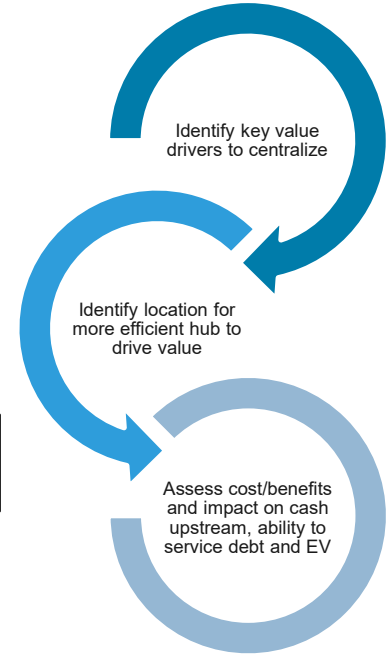 Identify key value
drivers to centralize
Identify location for
more efficient hub to
drive value
Assess cost/benefits
and impact on cash
upstream, ability to
service debt and EV